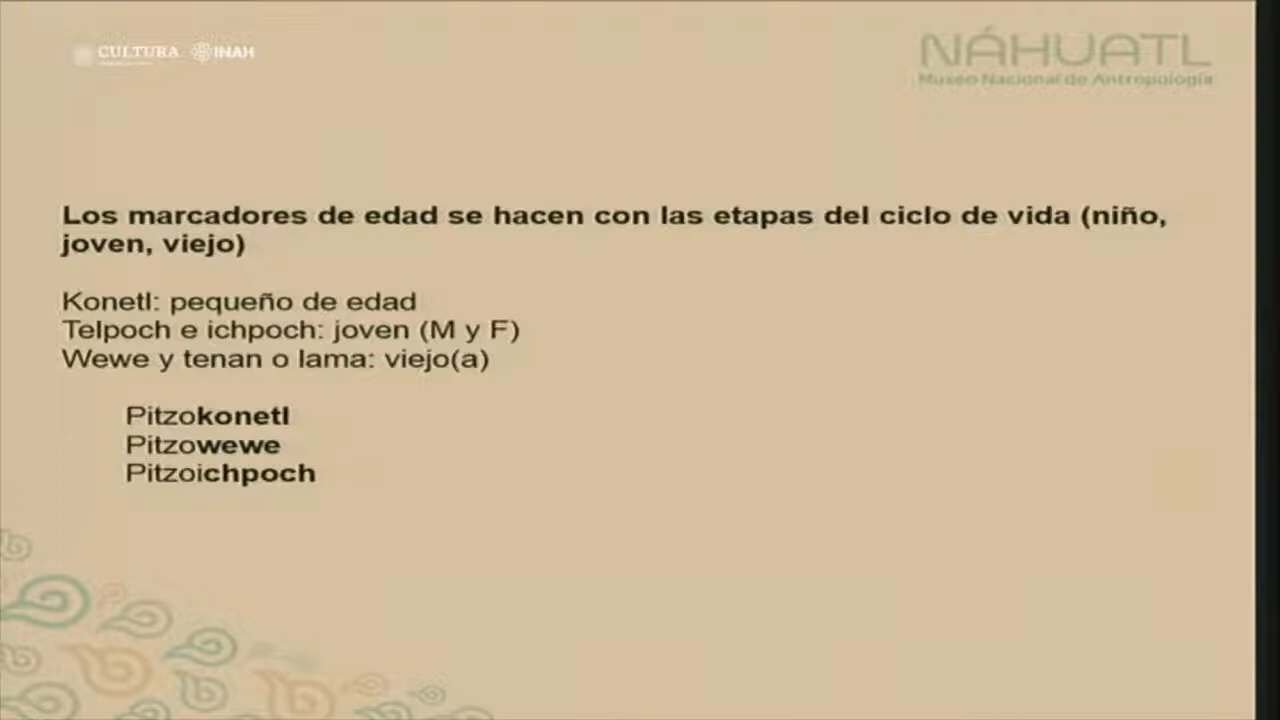 CULTURA INAH
NÁHUATL
Museo Nacional de Antropología
Los marcadores de edad se hacen con las etapas del ciclo de vida (niño,
joven, viejo)
Konetl: pequeño de edad
Telpoch e ichpoch: joven (M y F)
Wewe y tenan o lama: viejo(a)
Pitzokonetl
Pitzowewe
Pitzoichpoch